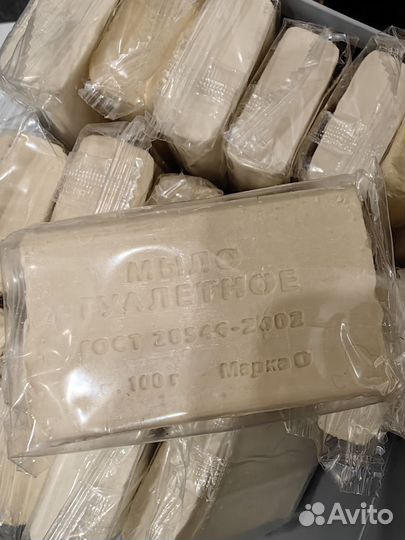 МЫЛО
ТУАЛЕТНОЕ
ГОСТ 28546-2002
100 г Марка О
Avito